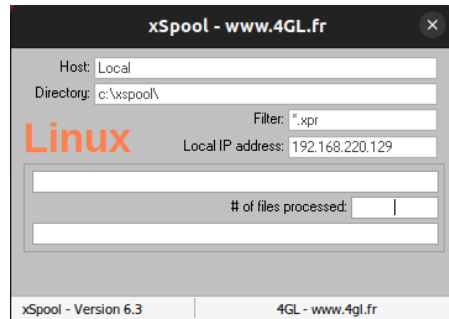 xSpool - www.4GL.fr
Host: Local
Directory: c:\xspool\
Filter: *.xpr
Linux
Local IP address: 192.168.220.129
# of files processed:
xSpool - Version 6.3 4GL - www.4gl.fr